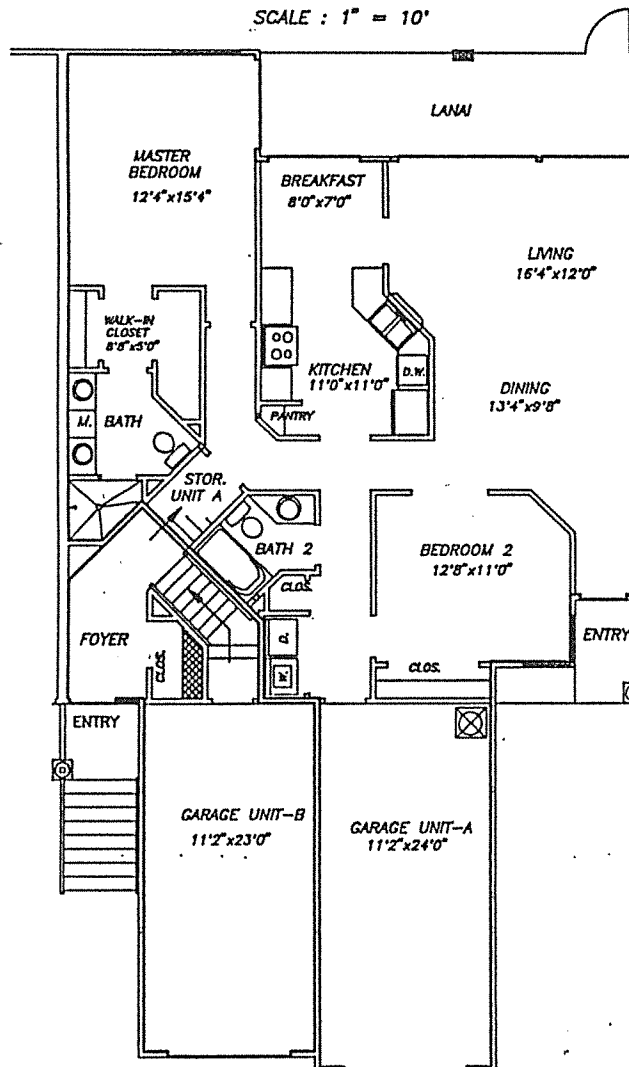 SCALE : 1" = 10'
LANAI
MASTER
BEDROOM
12'4"x15'4"
BREAKFAST
8'0"x7'0"
LIVING
16'4"x12'0"
WALK-IN
CLOSET
8'8"x5'0"
KITCHEN
11'0"x11'0"
D.W.
DINING
13'4"x9'8"
PANTRY
M.
BATH
STOR.
UNIT A
BATH 2
BEDROOM 2
12'8"x11'0"
CLOS.
FOYER
D.
ENTRY
CLOS.
W.
CLOS.
ENTRY
GARAGE UNIT-B
11'2"x23'0"
GARAGE UNIT-A
11'2"x24'0"